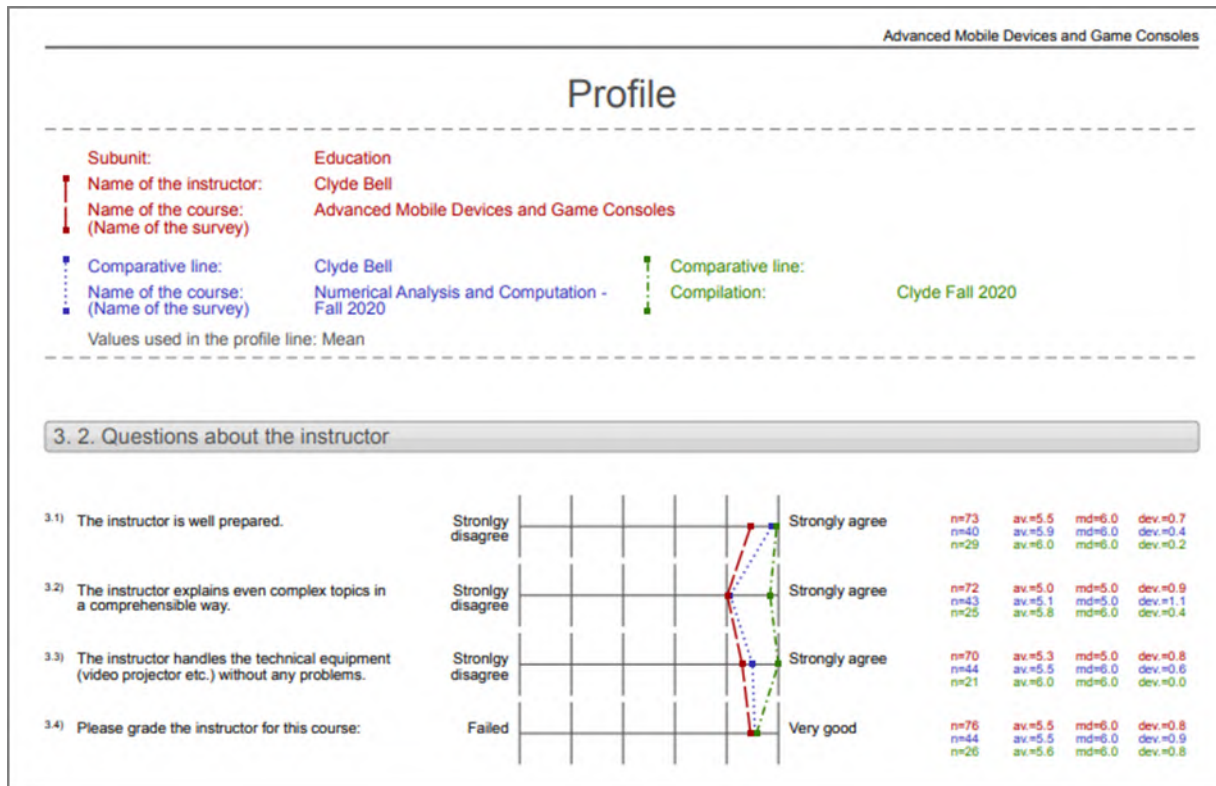 Advanced Mobile Devices and Game Consoles
Profile
Subunit: Education
Name of the instructor: Clyde Bell
Name of the course: Advanced Mobile Devices and Game Consoles
(Name of the survey)
Comparative line: Clyde Bell
Name of the course: Numerical Analysis and Computation -
(Name of the survey) Fall 2020
Comparative line:
Compilation: Clyde Fall 2020
Values used in the profile line: Mean
3. 2. Questions about the instructor
3.1) The instructor is well prepared.
Stronlgy
disagree
Strongly agree
n=73 av.=5.5 md=6.0 dev.=0.7
n=40 av.=5.9 md=6.0 dev.=0.4
n=29 av.=6.0 md=6.0 dev.=0.2
3.2) The instructor explains even complex topics in
a comprehensible way.
Stronlgy
disagree
Strongly agree
n=72 av.=5.0 md=5.0 dev.=0.9
n=43 av.=5.1 md=5.0 dev.=1.1
n=25 av.=5.8 md=6.0 dev.=0.4
3.3) The instructor handles the technical equipment
(video projector etc.) without any problems.
Stronlgy
disagree
Strongly agree
n=70 av.=5.3 md=5.0 dev.=0.8
n=44 av.=5.5 md=6.0 dev.=0.6
n=21 av.=6.0 md=6.0 dev.=0.0
3.4) Please grade the instructor for this course:
Failed
Very good
n=76 av.=5.5 md=6.0 dev.=0.8
n=44 av.=5.5 md=6.0 dev.=0.9
n=26 av.=5.6 md=6.0 dev.=0.8